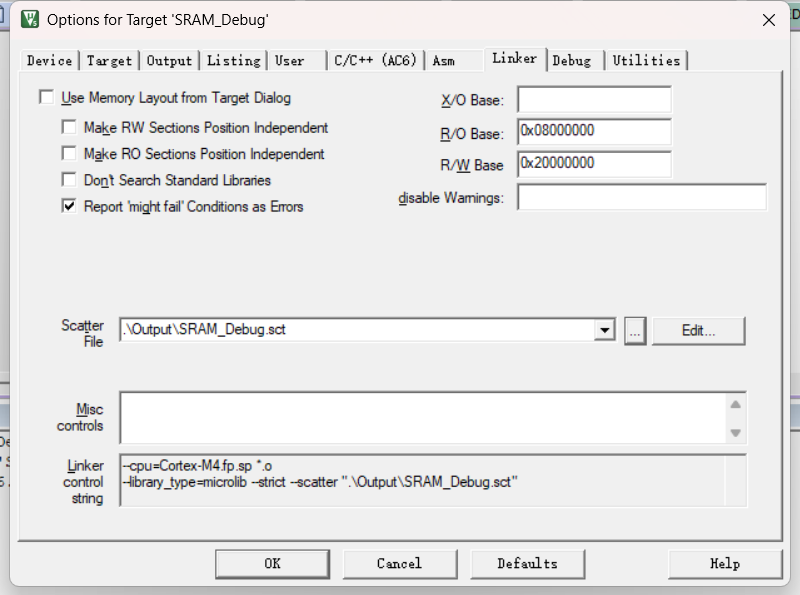 Options for Target 'SRAM_Debug'
Device Target Output Listing User C/C++ (AC6) Asm Linker Debug Utilities
Use Memory Layout from Target Dialog
Make RW Sections Position Independent
Make RO Sections Position Independent
Don't Search Standard Libraries
Report 'might fail' Conditions as Errors
X/O Base:
R/O Base: 0x08000000
R/W Base 0x20000000
disable Warnings:
Scatter
File
.\Output\SRAM_Debug.sct
...
Edit...
Misc
controls
Linker
control
string
--cpu=Cortex-M4.fp.sp *.o
--library_type=microlib --strict --scatter ".\Output\SRAM_Debug.sct"
OK Cancel Defaults Help